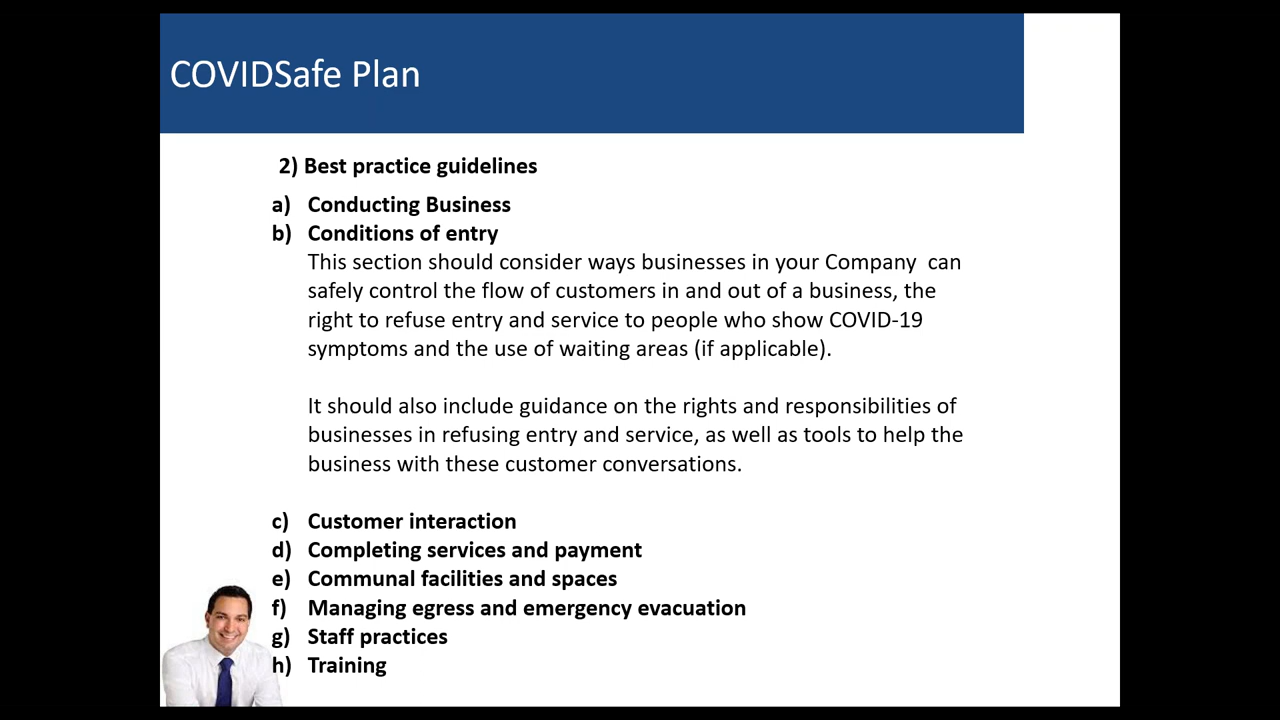 COVIDSafe Plan
2) Best practice guidelines
a) Conducting Business
b) Conditions of entry
This section should consider ways businesses in your Company  can
safely control the flow of customers in and out of a business, the
right to refuse entry and service to people who show COVID-19
symptoms and the use of waiting areas (if applicable).
It should also include guidance on the rights and responsibilities of
businesses in refusing entry and service, as well as tools to help the
business with these customer conversations.
c) Customer interaction
d) Completing services and payment
e) Communal facilities and spaces
f) Managing egress and emergency evacuation
g) Staff practices
h) Training